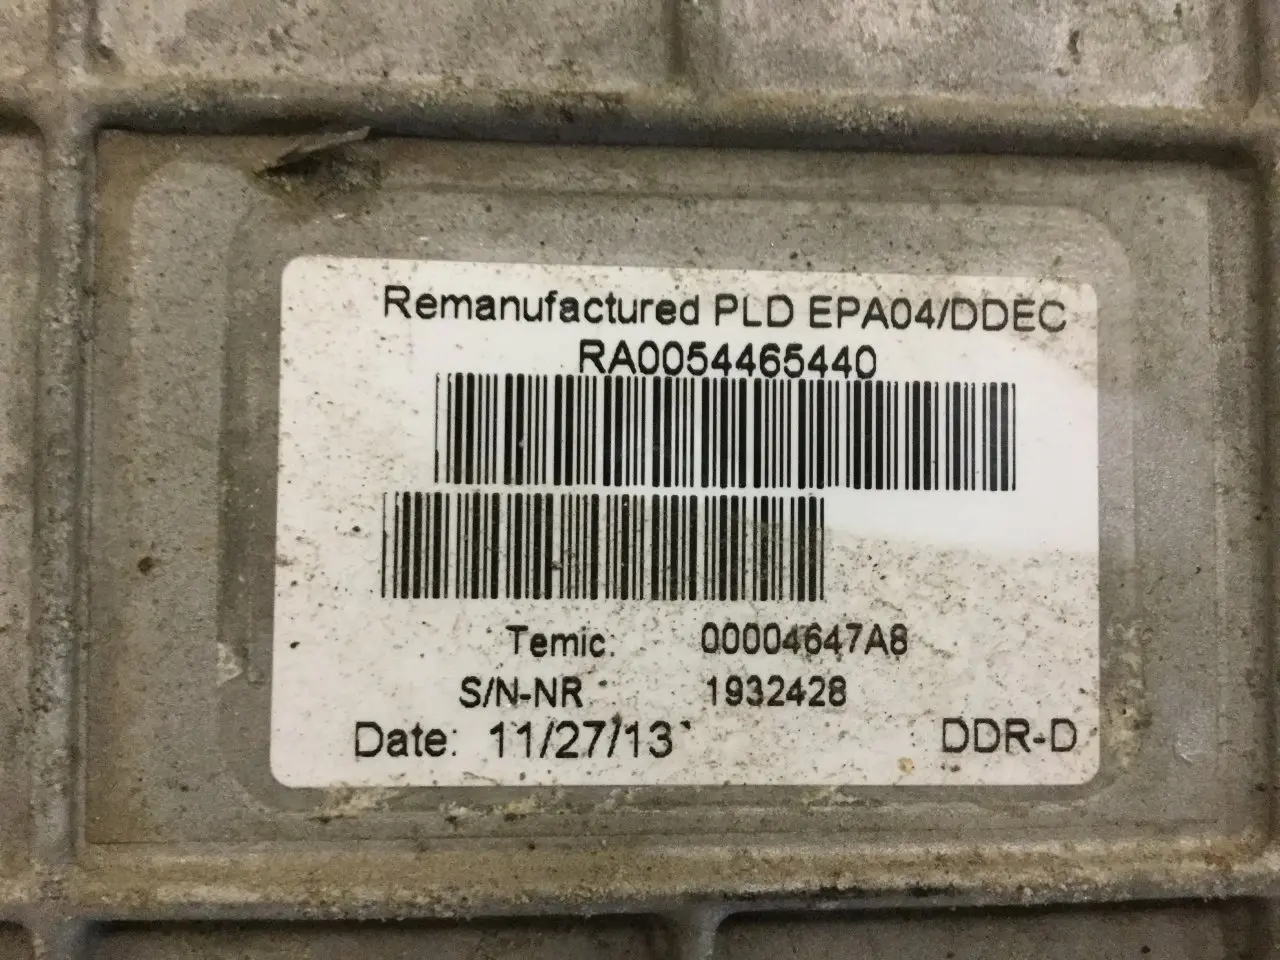 Remanufactured PLD EPA04/DDEC
RA0054465440
Temic: 00004647A8
S/N-NR : 1932428
Date: 11/27/13
DDR-D